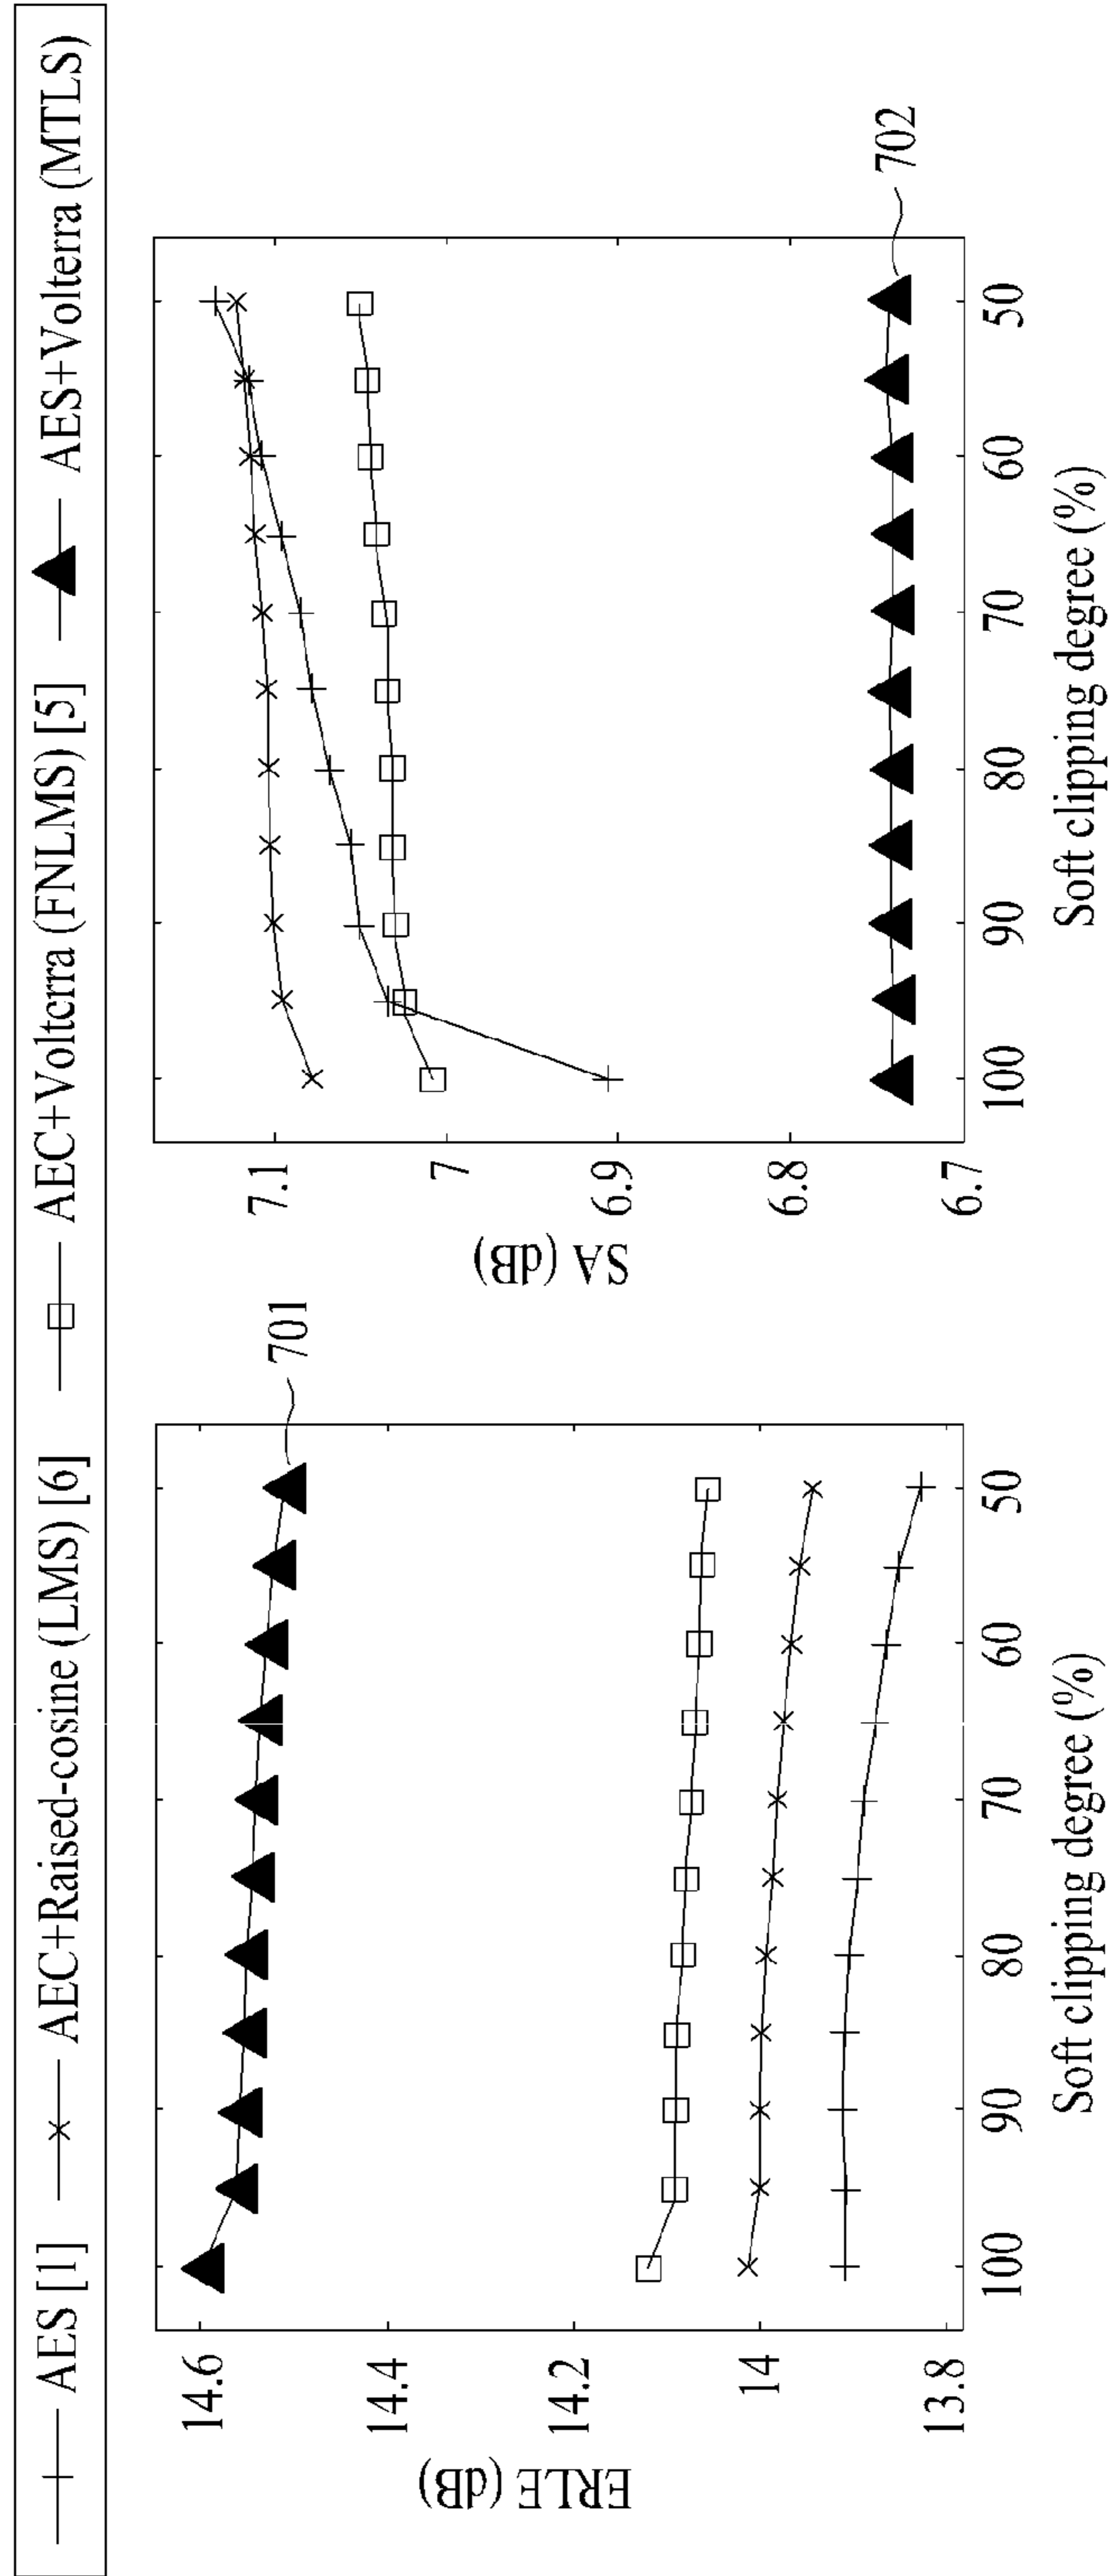 AES [1] AEC+Raised-cosine (LMS) [6] AEC+Volterra (FNLMS) [5] AES+Volterra (MTLS)
ERLE (dB)
14.6
14.4
14.2
14
13.8
100 90 80 70 60 50
Soft clipping degree (%)
701
SA (dB)
7.1
7
6.9
6.8
6.7
100 90 80 70 60 50
Soft clipping degree (%)
702